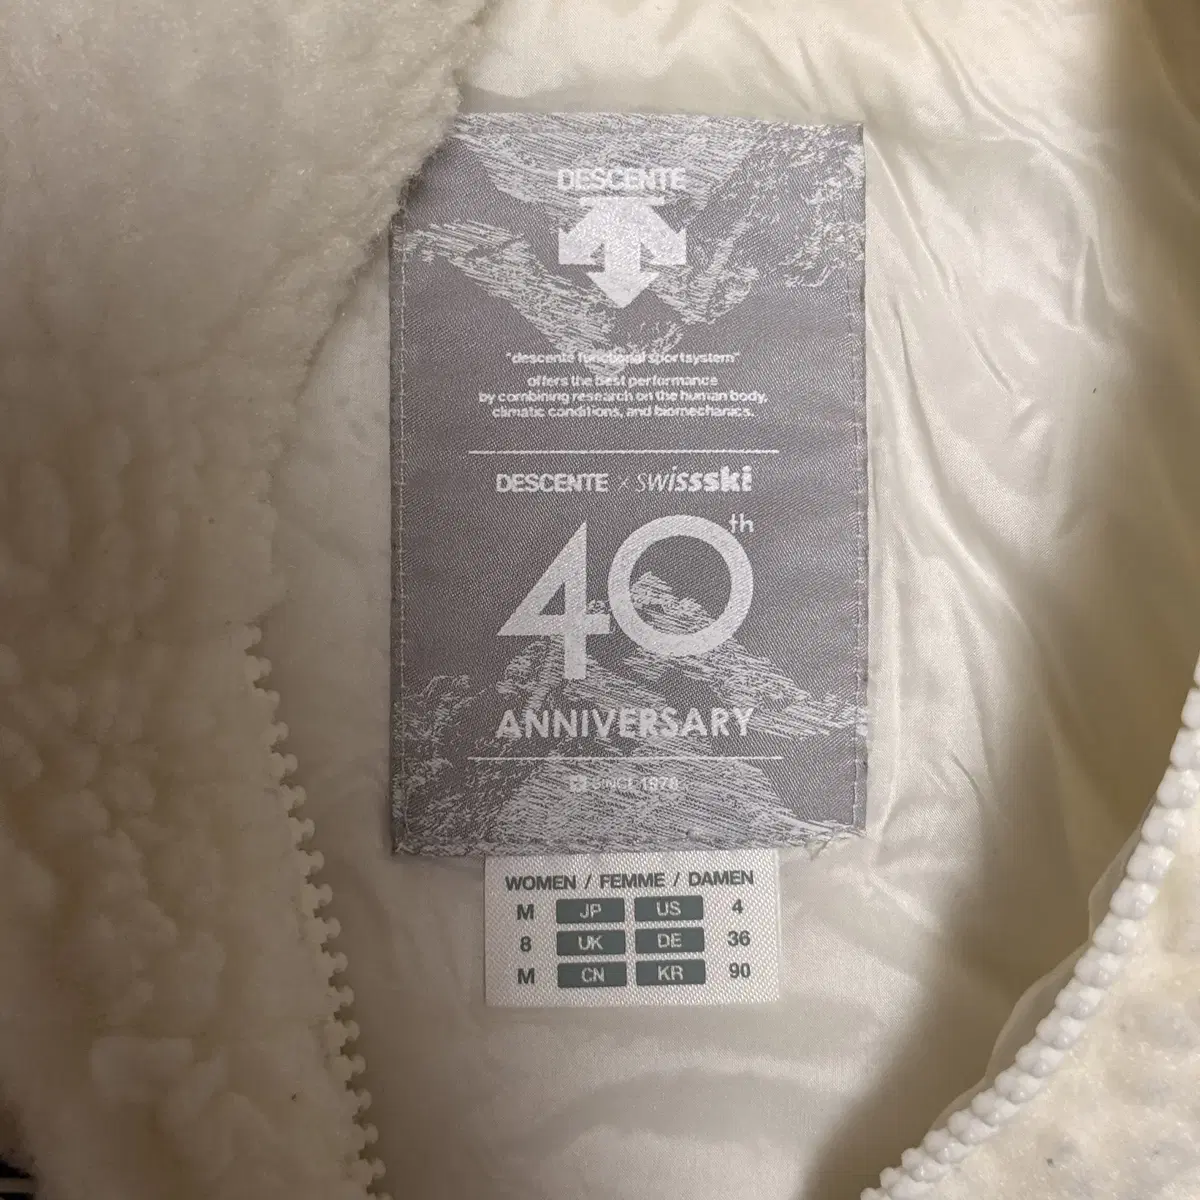 DESCENTE
"descente functional sportsystem"
offers the best performance
by combining research on the human body,
climatic conditions, and biomechanics.
DESCENTE × swissski
40th
ANNIVERSARY
SINCE 1978
WOMEN / FEMME / DAMEN
M JP US 4
8 UK DE 36
M CN KR 90